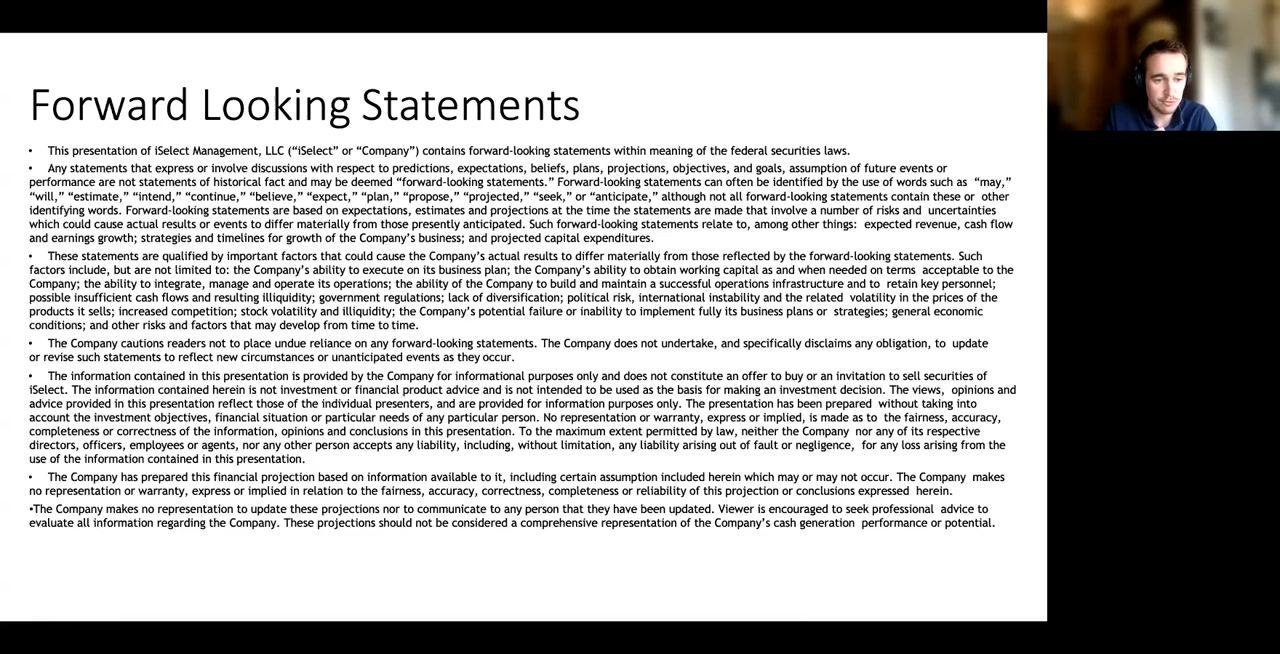 Forward Looking Statements
• This presentation of iSelect Management, LLC (“iSelect” or “Company”) contains forward-looking statements within meaning of the federal securities laws.
• Any statements that express or involve discussions with respect to predictions, expectations, beliefs, plans, projections, objectives, and goals, assumption of future events or
performance are not statements of historical fact and may be deemed “forward-looking statements.” Forward-looking statements can often be identified by the use of words such as “may,”
“will,” “estimate,” “intend,” “continue,” “believe,” “expect,” “plan,” “propose,” “projected,” “seek,” or “anticipate,” although not all forward-looking statements contain these or other
identifying words. Forward-looking statements are based on expectations, estimates and projections at the time the statements are made that involve a number of risks and uncertainties
which could cause actual results or events to differ materially from those presently anticipated. Such forward-looking statements relate to, among other things: expected revenue, cash flow
and earnings growth; strategies and timelines for growth of the Company’s business; and projected capital expenditures.
• These statements are qualified by important factors that could cause the Company’s actual results to differ materially from those reflected by the forward-looking statements. Such
factors include, but are not limited to: the Company’s ability to execute on its business plan; the Company’s ability to obtain working capital as and when needed on terms acceptable to the
Company; the ability to integrate, manage and operate its operations; the ability of the Company to build and maintain a successful operations infrastructure and to retain key personnel;
possible insufficient cash flows and resulting illiquidity; government regulations; lack of diversification; political risk, international instability and the related volatility in the prices of the
products it sells; increased competition; stock volatility and illiquidity; the Company’s potential failure or inability to implement fully its business plans or strategies; general economic
conditions; and other risks and factors that may develop from time to time.
• The Company cautions readers not to place undue reliance on any forward-looking statements. The Company does not undertake, and specifically disclaims any obligation, to update
or revise such statements to reflect new circumstances or unanticipated events as they occur.
• The information contained in this presentation is provided by the Company for informational purposes only and does not constitute an offer to buy or an invitation to sell securities of
iSelect. The information contained herein is not investment or financial product advice and is not intended to be used as the basis for making an investment decision. The views, opinions and
advice provided in this presentation reflect those of the individual presenters, and are provided for information purposes only. The presentation has been prepared without taking into
account the investment objectives, financial situation or particular needs of any particular person. No representation or warranty, express or implied, is made as to the fairness, accuracy,
completeness or correctness of the information, opinions and conclusions in this presentation. To the maximum extent permitted by law, neither the Company nor any of its respective
directors, officers, employees or agents, nor any other person accepts any liability, including, without limitation, any liability arising out of fault or negligence, for any loss arising from the
use of the information contained in this presentation.
• The Company has prepared this financial projection based on information available to it, including certain assumption included herein which may or may not occur. The Company makes
no representation or warranty, express or implied in relation to the fairness, accuracy, correctness, completeness or reliability of this projection or conclusions expressed herein.
•The Company makes no representation to update these projections nor to communicate to any person that they have been updated. Viewer is encouraged to seek professional advice to
evaluate all information regarding the Company. These projections should not be considered a comprehensive representation of the Company’s cash generation performance or potential.